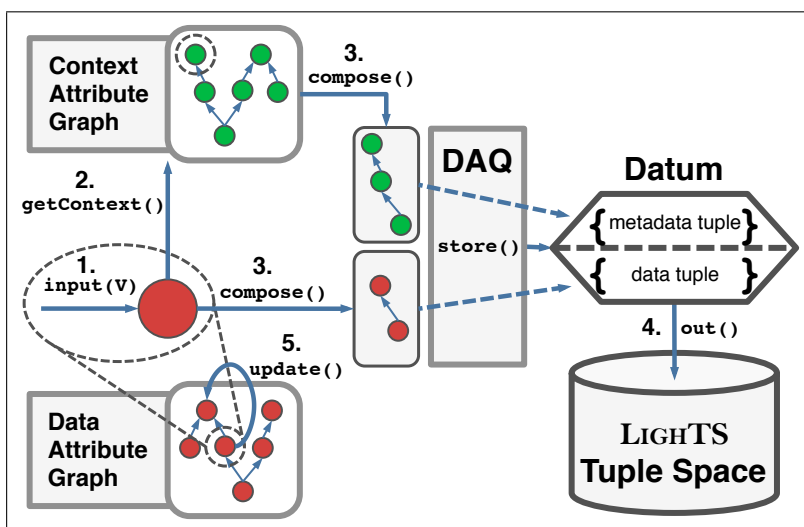 Context
Attribute
Graph
3.
compose()
DAQ
Datum
2.
getContext()
{ metadata tuple }
store()
{ data tuple }
1.
input(V)
3.
compose()
4. out()
5.
update()
Data
Attribute
Graph
LIGHTS
Tuple Space